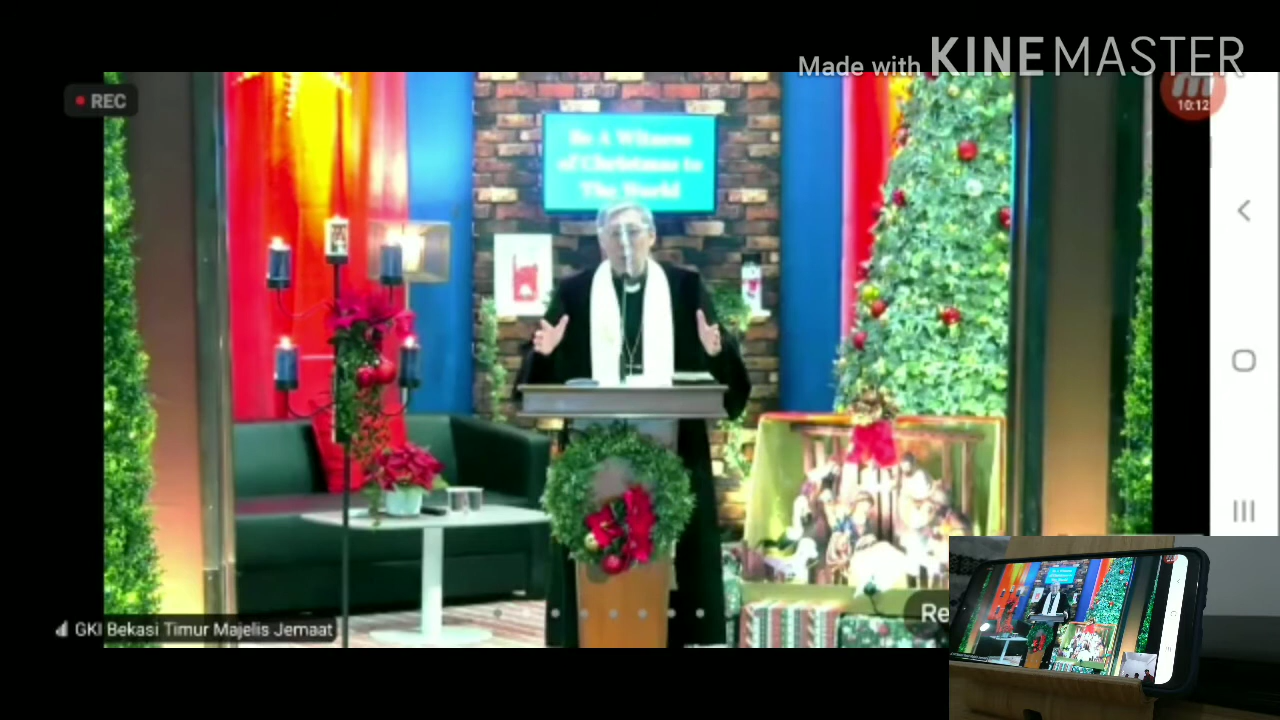 Made with KINEMASTER
REC
10:12
Be A Witness
of Christmas to
The World
Re
GKI Bekasi Timur Majelis Jemaat